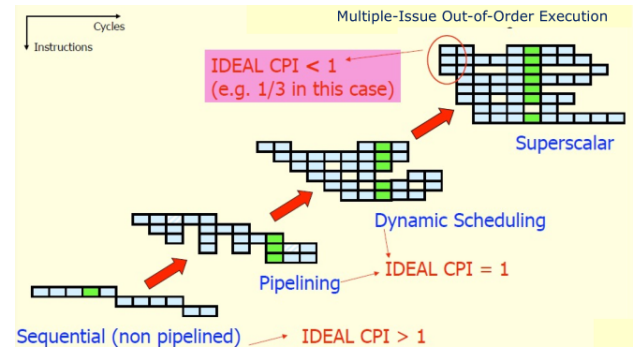 Cycles
Instructions
Multiple-Issue Out-of-Order Execution
IDEAL CPI < 1
(e.g. 1/3 in this case)
Superscalar
Dynamic Scheduling
IDEAL CPI = 1
Pipelining
Sequential (non pipelined)
IDEAL CPI > 1